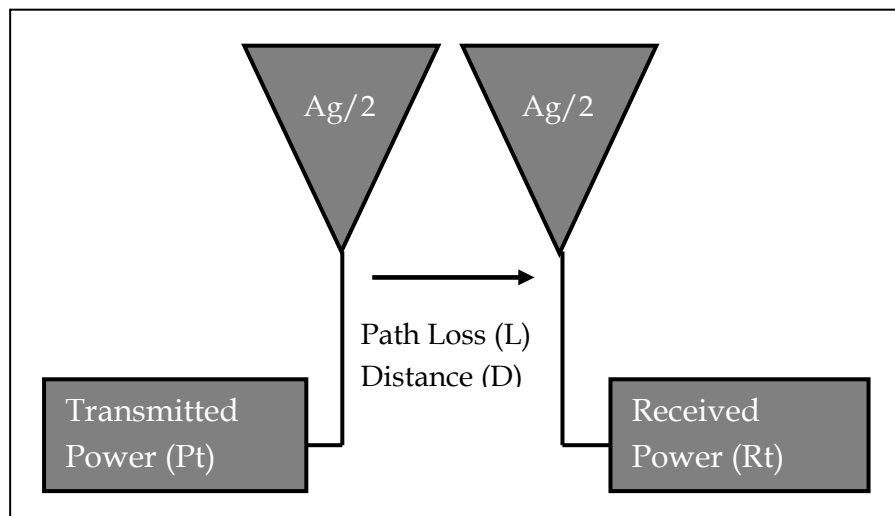 Ag/2
Ag/2
Path Loss (L)
Distance (D)
Transmitted
Power (Pt)
Received
Power (Rt)